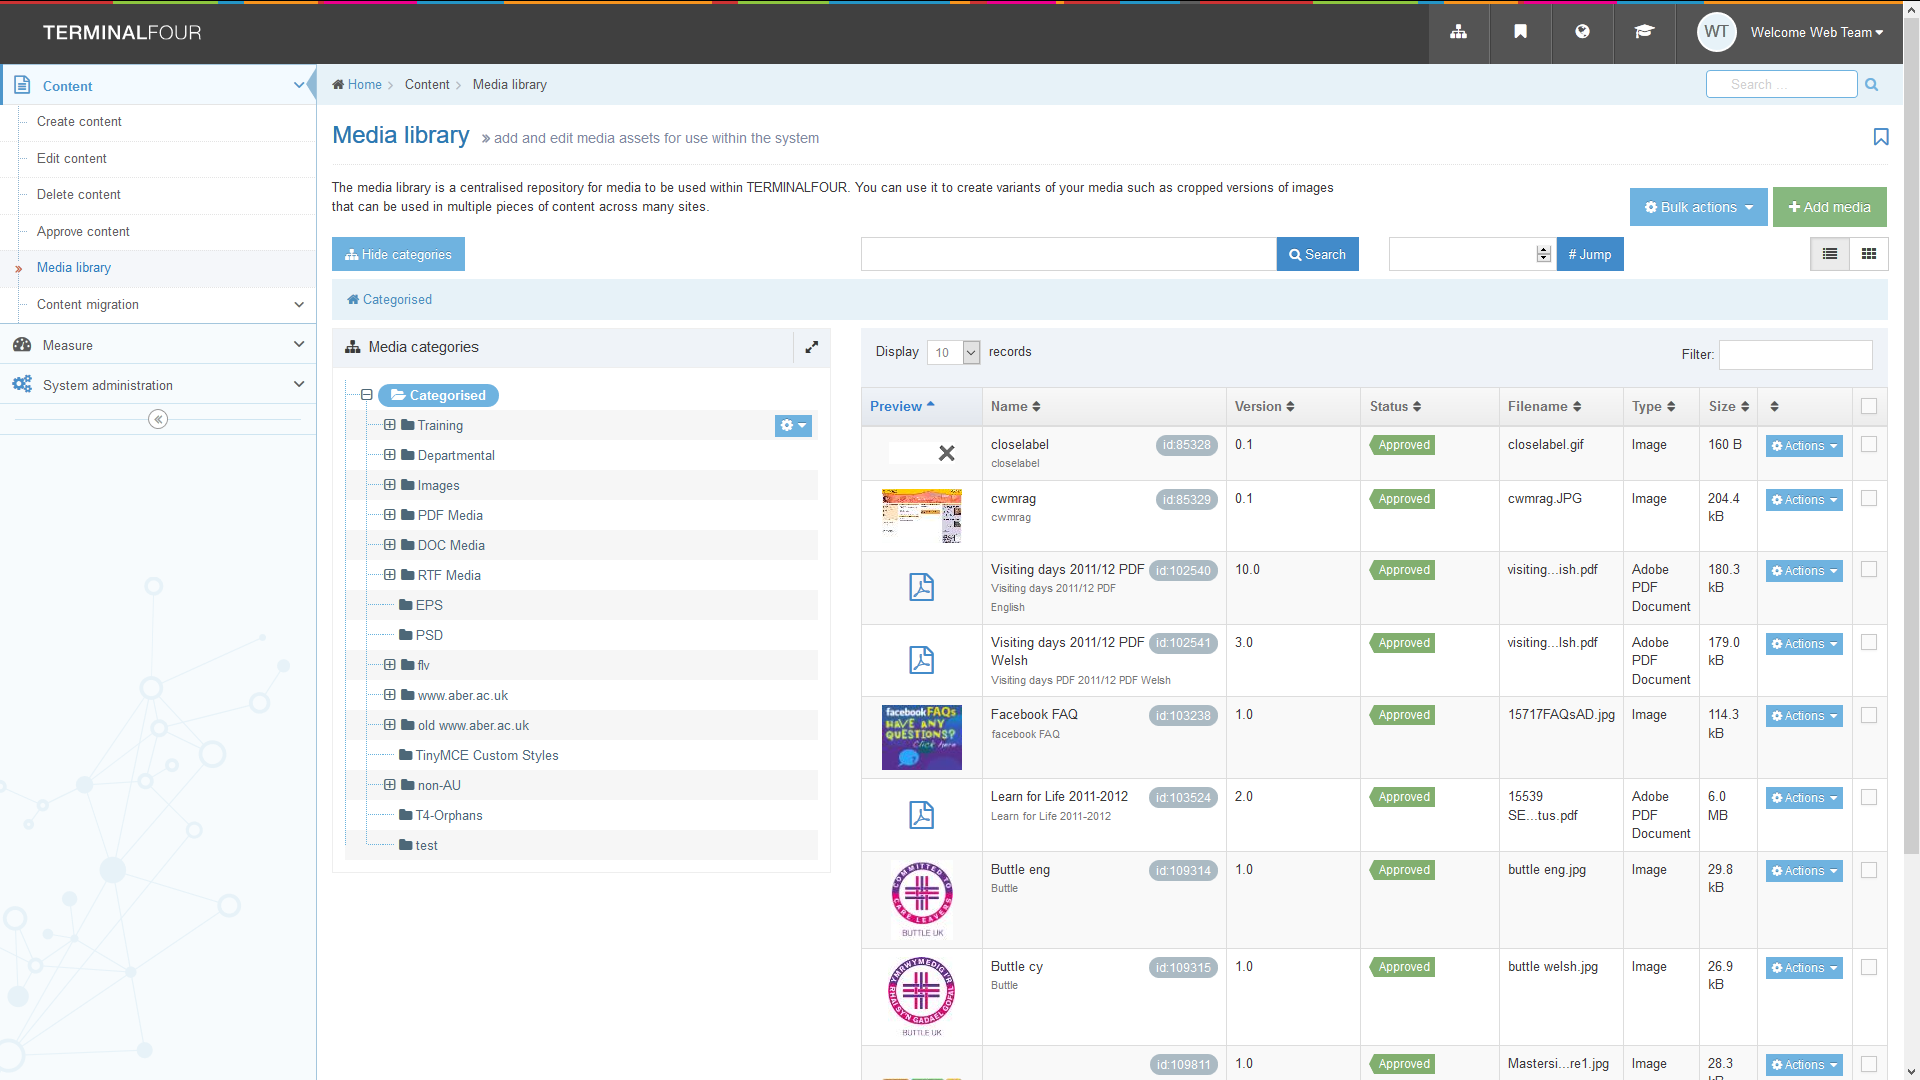 TERMINALFOUR
WT
Welcome Web Team
Content
Create content
Edit content
Delete content
Approve content
Media library
Content migration
Measure
System administration
Home
Content
Media library
Search ...
Media library
» add and edit media assets for use within the system
The media library is a centralised repository for media to be used within TERMINALFOUR. You can use it to create variants of your media such as cropped versions of images
that can be used in multiple pieces of content across many sites.
Bulk actions
Add media
Hide categories
Search
# Jump
Categorised
Media categories
Categorised
Training
Departmental
Images
PDF Media
DOC Media
RTF Media
EPS
PSD
flv
www.aber.ac.uk
old www.aber.ac.uk
TinyMCE Custom Styles
non-AU
T4-Orphans
test
Display 10 records
Filter:
Preview Name Version Status Filename Type Size
closelabel id:85328 0.1 Approved closelabel.gif Image 160 B Actions
closelabel
cwmrag id:85329 0.1 Approved cwmrag.JPG Image 204.4 Actions
cwmrag kB
Visiting days 2011/12 PDF id:102540 10.0 Approved visiting...ish.pdf Adobe 180.3 Actions
Visiting days 2011/12 PDF PDF kB
English Document
Visiting days 2011/12 PDF id:102541 3.0 Approved visiting...lsh.pdf Adobe 179.0 Actions
Welsh PDF kB
Visiting days PDF 2011/12 PDF Welsh Document
facebook FAQs
HAVE ANY
QUESTIONS?
Click here
Facebook FAQ id:103238 1.0 Approved 15717FAQsAD.jpg Image 114.3 Actions
facebook FAQ kB
Learn for Life 2011-2012 id:103524 2.0 Approved 15539 Adobe 6.0 Actions
Learn for Life 2011-2012 SE...tus.pdf PDF MB
Document
COMMITTED TO
CARE LEAVERS
BUTTLE UK
Buttle eng id:109314 1.0 Approved buttle eng.jpg Image 29.8 Actions
Buttle kB
BUTTLE UK
Buttle cy id:109315 1.0 Approved buttle welsh.jpg Image 26.9 Actions
Buttle kB
id:109811 1.0 Approved Mastersi...re1.jpg Image 28.3 Actions